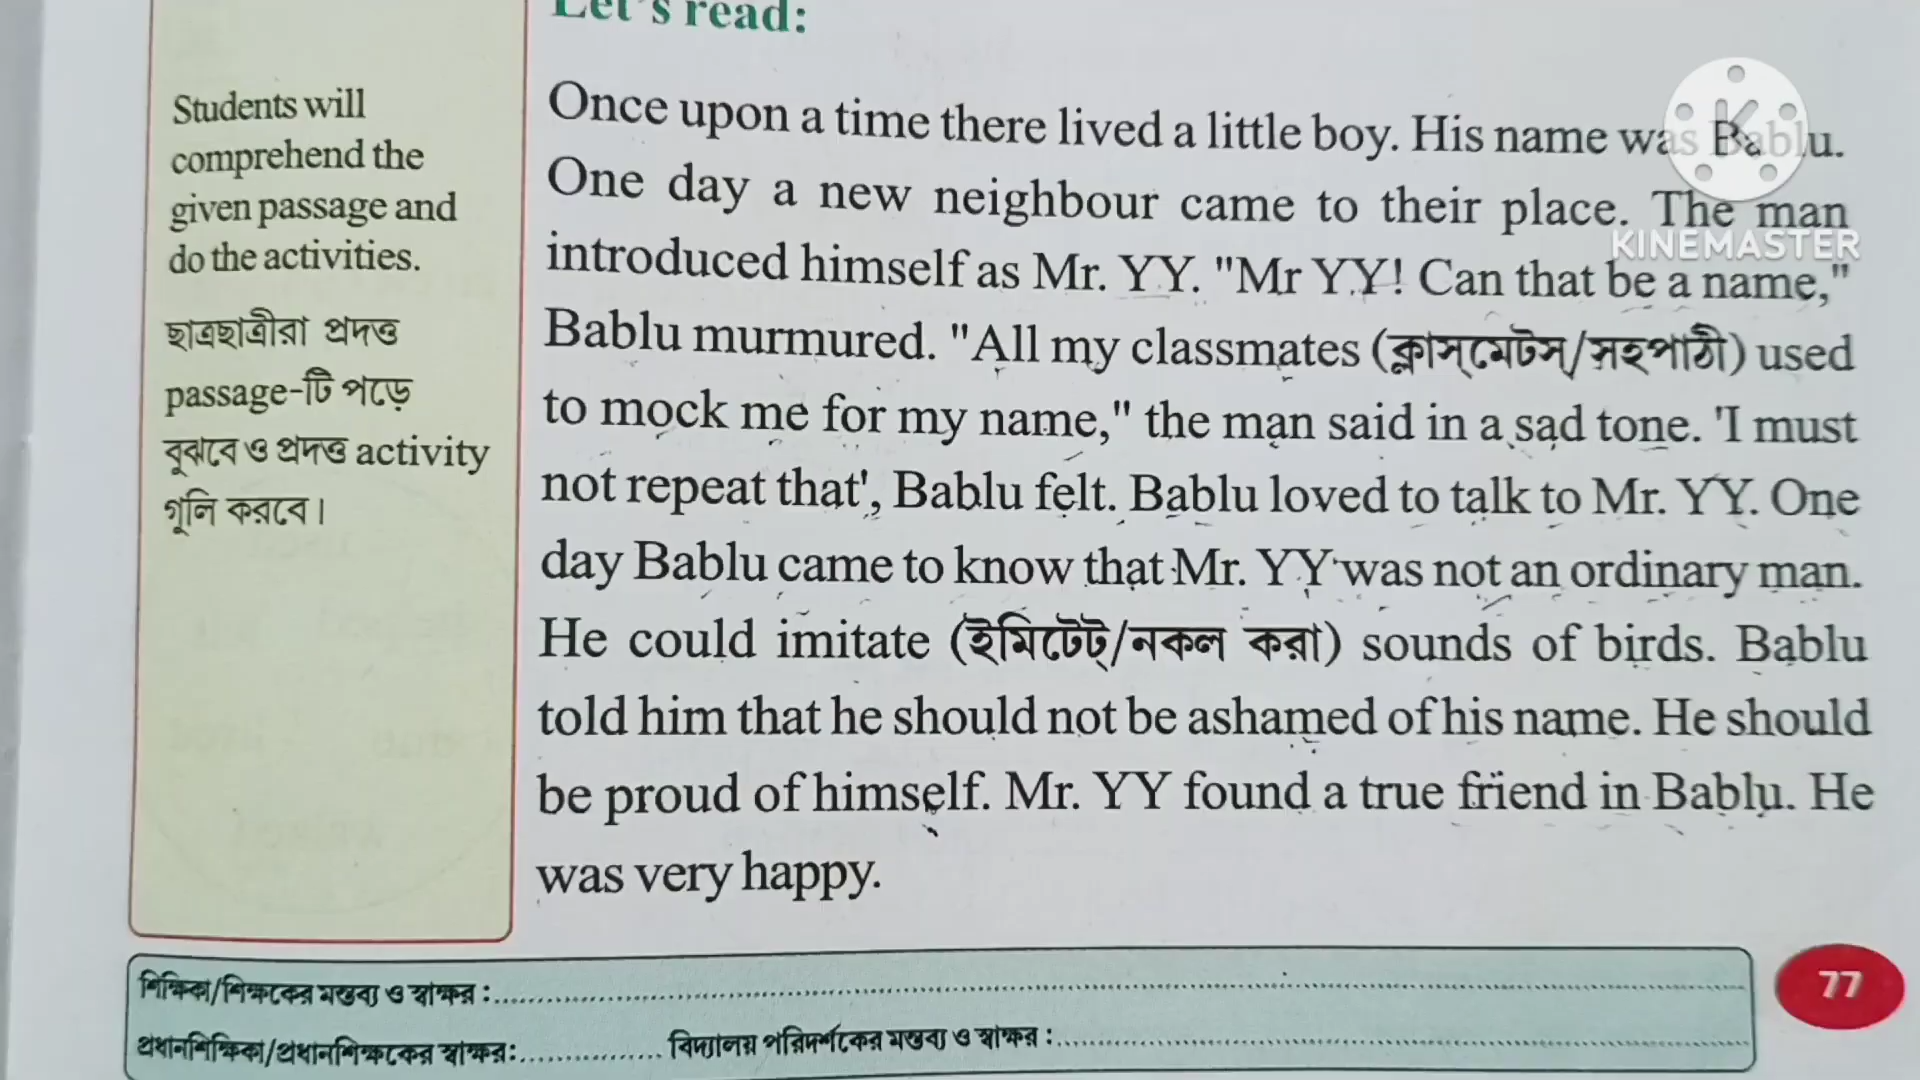 Let's read:
Students will
comprehend the
given passage and
do the activities.
ছাত্রছাত্রীরা প্রদত্ত
passage-টি পড়ে
বুঝবে ও প্রদত্ত activity
গুলি করবে।
Once upon a time there lived a little boy. His name was Bablu.
One day a new neighbour came to their place. The man
introduced himself as Mr. YY. "Mr YY! Can that be a name,"
Bablu murmured. "All my classmates (ক্লাস্‌মেটস্/সহপাঠী) used
to mock me for my name," the man said in a sad tone. 'I must
not repeat that', Bablu felt. Bablu loved to talk to Mr. YY. One
day Bablu came to know that Mr. YY was not an ordinary man.
He could imitate (ইমিটেট্/নকল করা) sounds of birds. Bablu
told him that he should not be ashamed of his name. He should
be proud of himself. Mr. YY found a true friend in Bablu. He
was very happy.
KINEMASTER
শিক্ষিকা/শিক্ষকের মন্তব্য ও স্বাক্ষর :
প্রধানশিক্ষিকা/প্রধানশিক্ষকের স্বাক্ষর: বিদ্যালয় পরিদর্শকের মন্তব্য ও স্বাক্ষর :
77